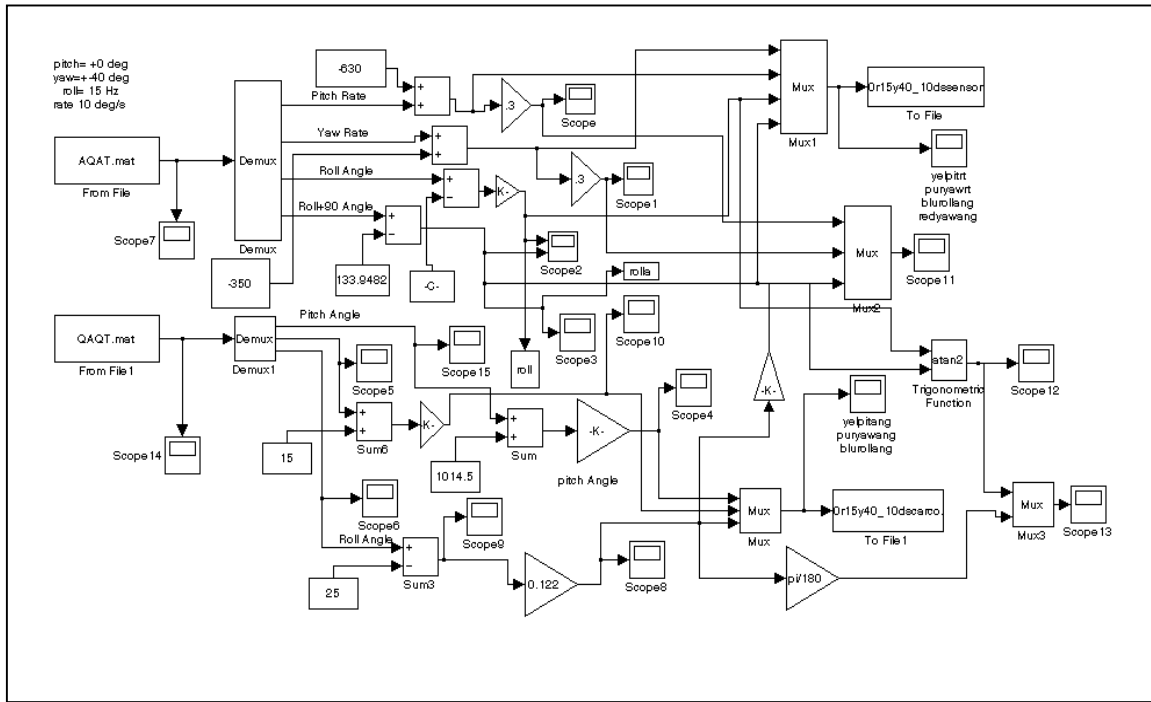 pitch= +0 deg
yaw=+-40 deg
roll= 15 Hz
rate 10 deg/s
-630
+
+
Pitch Rate
.3
Scope
Mux
Mux1
0r15y40_10dssensor
To File
Yaw Rate
+
+
AQAT.mat
From File
Demux
Demux
Roll Angle
+
−
K-
.3
Scope1
yelpitrt
puryawrt
blurollang
redyawang
Scope7
Roll+90 Angle
+
−
Scope2
Mux
Mux2
Scope11
-350
133.9482
-C-
rolla
Pitch Angle
QAQT.mat
From File1
Demux
Demux1
Scope5
Scope15
roll
Scope3
Scope10
-K-
atan2
Trigonometric
Function
Scope12
Scope14
+
+
Sum6
K-
+
+
Sum
-K-
pitch Angle
Scope4
yelpitang
puryawang
blurollang
15
1014.5
Scope6
Scope9
Mux
Mux
0r15y40_10dscarco.
To File1
Mux
Mux3
Scope13
Roll Angle
+
−
Sum3
25
0.122
Scope8
pi/180